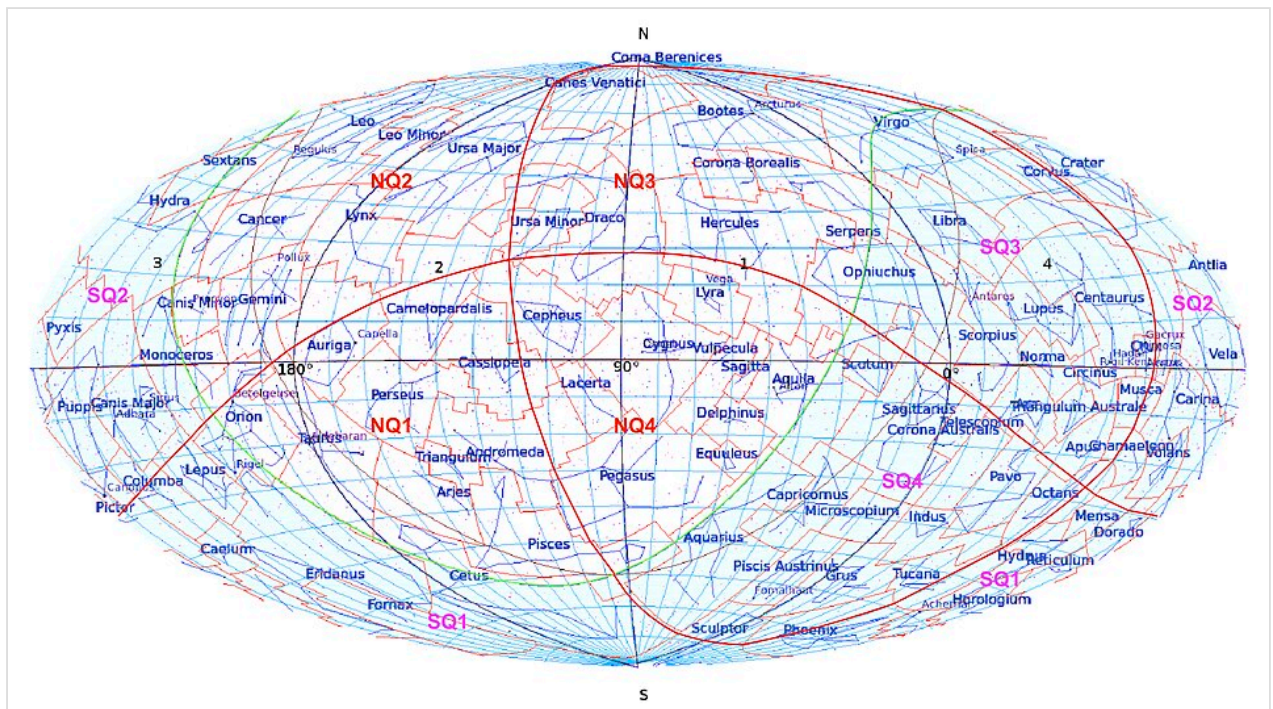 N
Coma Berenices
Canes Venatici
Bootes
Arcturus
Leo
Virgo
Leo Minor
Regulus
Ursa Major
Spica
Sextans
Corona Borealis
Crater
Corvus
NQ2
NQ3
Hydra
Cancer
Lynx
Ursa Minor
Draco
Hercules
Serpens
Libra
SQ3
Pollux
3
2
1
4
Ophiuchus
Antlia
Vega
Lyra
SQ2
Canis Minor
Gemini
Antares
Centaurus
SQ2
Camelopardalis
Cepheus
Lupus
Pyxis
Capella
Auriga
Cygnus
Vulpecula
Scorpius
Gacrux
Monoceros
Cassiopeia
Sagitta
Scutum
Norma
Vela
180°
90°
0°
Circinus
Lacerta
Aquila
Musca
Betelgeuse
Perseus
Carina
Puppis
Canis Major
Adhara
Orion
Delphinus
Sagittarius
Triangulum Australe
Telescopium
NQ1
NQ4
Corona Australis
Taurus
Triangulum
Andromeda
Equuleus
Apus
Chamaeleon
Volans
Lepus
Rigel
Pegasus
SQ4
Pavo
Columba
Canopus
Aries
Capricornus
Octans
Pictor
Microscopium
Indus
Mensa
Dorado
Caelum
Pisces
Aquarius
Hydrus
Reticulum
Eridanus
Cetus
Piscis Austrinus
Grus
Tucana
SQ1
Fornax
Fomalhaut
Achernar
Horologium
SQ1
Sculptor
Phoenix
S